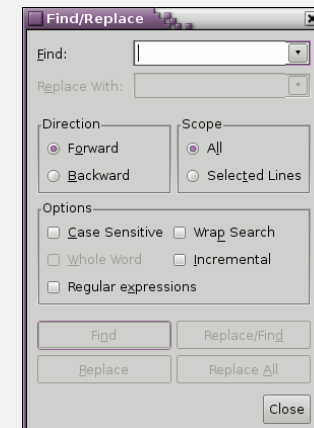 Find/Replace
Find:
Replace With:
Direction
Forward
Backward
Scope
All
Selected Lines
Options
Case Sensitive
Wrap Search
Whole Word
Incremental
Regular expressions
Find
Replace/Find
Replace
Replace All
Close